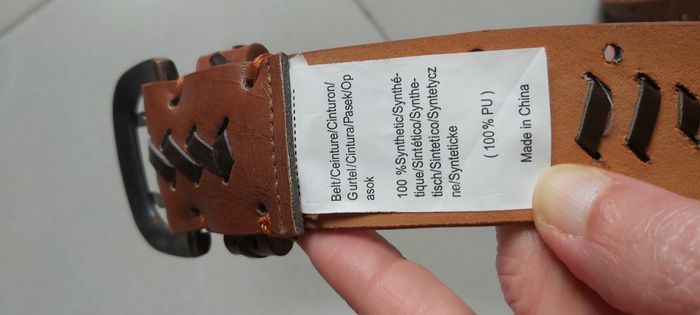 Belt/Ceinture/Cinturon/
Gurtel/Cintura/Pasek/Op
asok
100 %Synthetic/Synthé-
tique/Sintético/Synthe-
tisch/Sintetico/Syntetycz
ne/Synteticke
( 100% PU )
Made in China